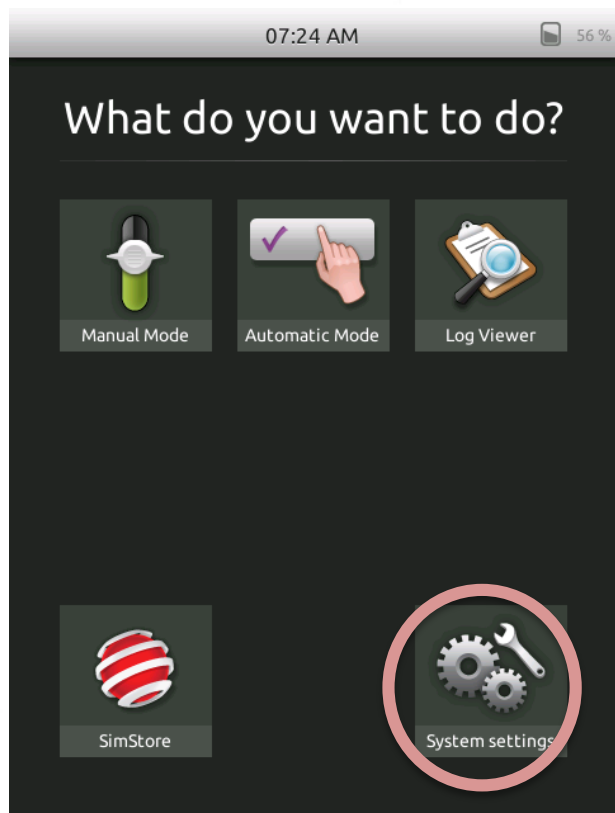 07:24 AM 56 %
What do you want to do?
Manual Mode Automatic Mode Log Viewer
SimStore System settings